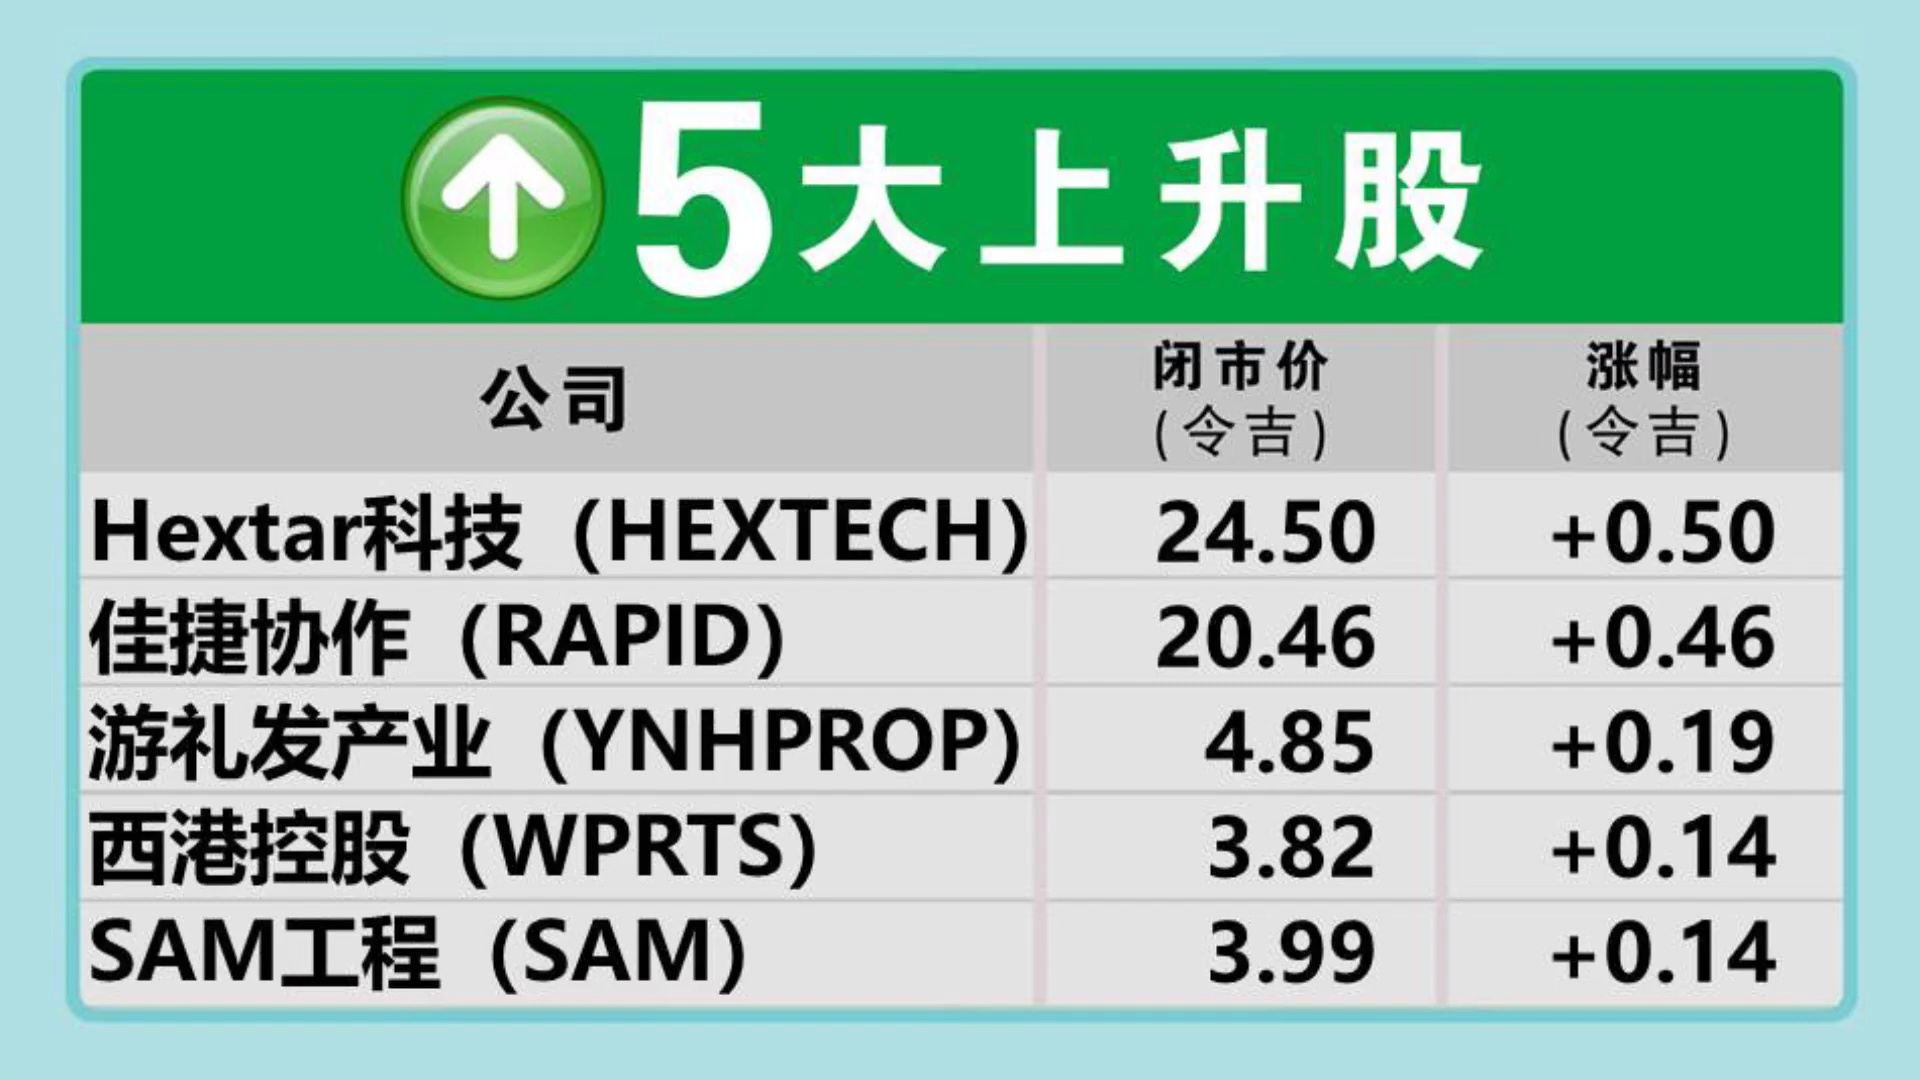 5大上升股
公司 闭市价 涨幅
(令吉) (令吉)
Hextar科技（HEXTECH） 24.50 +0.50
佳捷协作（RAPID） 20.46 +0.46
游礼发产业（YNHPROP） 4.85 +0.19
西港控股（WPRTS） 3.82 +0.14
SAM工程（SAM） 3.99 +0.14